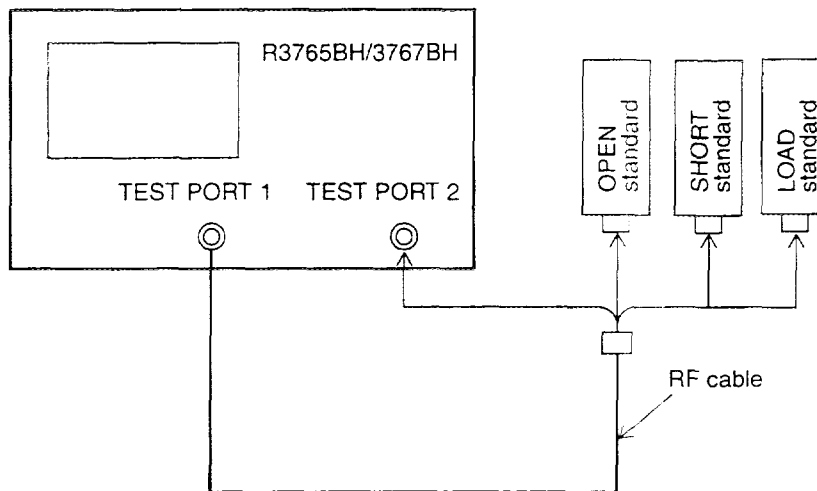 R3765BH/3767BH
TEST PORT 1
TEST PORT 2
OPEN
standard
SHORT
standard
LOAD
standard
RF cable